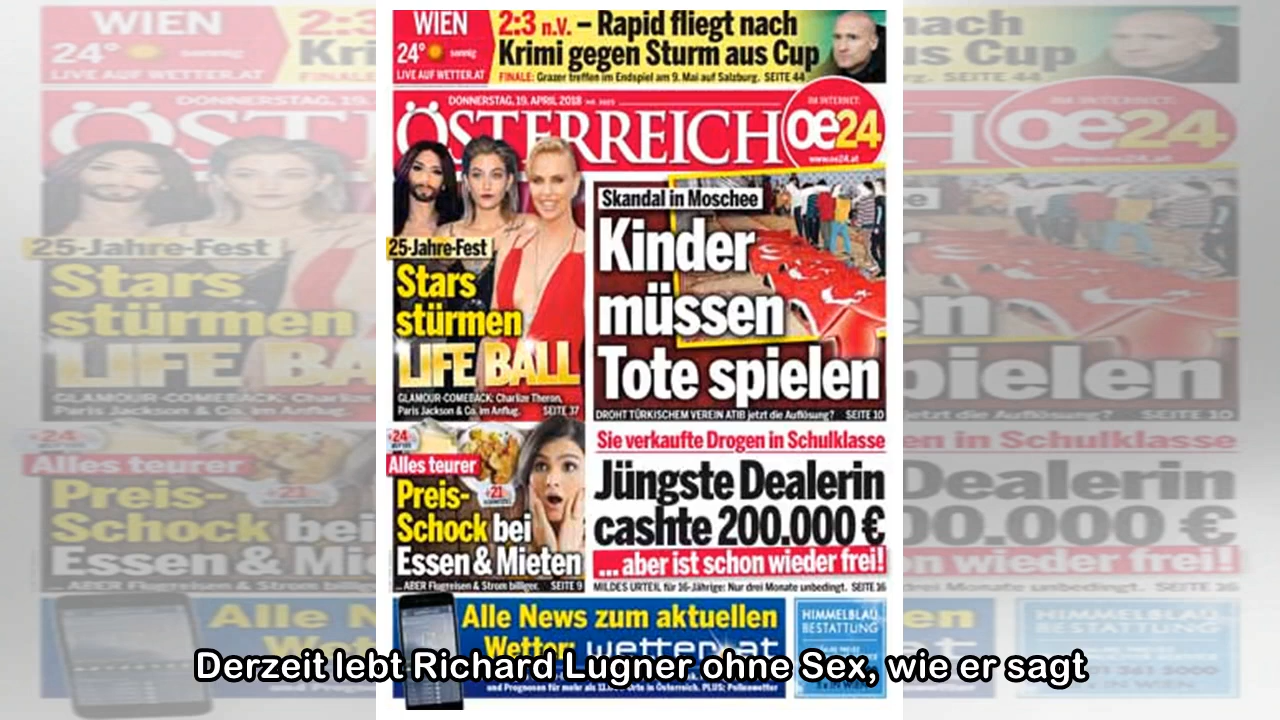 WIEN
24° sonnig
LIVE AUF WETTER.AT
2:3 n.V. – Rapid fliegt nach
Krimi gegen Sturm aus Cup
FINALE: Grazer treffen im Endspiel am 9. Mai auf Salzburg. SEITE 44
DONNERSTAG, 19. APRIL 2018
ÖSTERREICH
IM INTERNET:
oe24
www.oe24.at
25-Jahre-Fest
Stars
stürmen
LIFE BALL
GLAMOUR-COMEBACK: Charlize Theron,
Paris Jackson & Co. im Anflug. SEITE 37
Skandal in Moschee
Kinder
müssen
Tote spielen
DROHT TÜRKISCHEM VEREIN ATIB jetzt die Auflösung? SEITE 10
+24
Alles teurer
+21
Preis-
Schock bei
Essen & Mieten
... ABER Flugreisen & Strom billiger. SEITE 9
Sie verkaufte Drogen in Schulklasse
Jüngste Dealerin
cashte 200.000 €
... aber ist schon wieder frei!
MILDES URTEIL für 16-Jährige: Nur drei Monate unbedingt. SEITE 16
Alle News zum aktuellen
Wetter: wetter.at
HIMMELBLAU
BESTATTUNG
Derzeit lebt Richard Lugner ohne Sex, wie er sagt